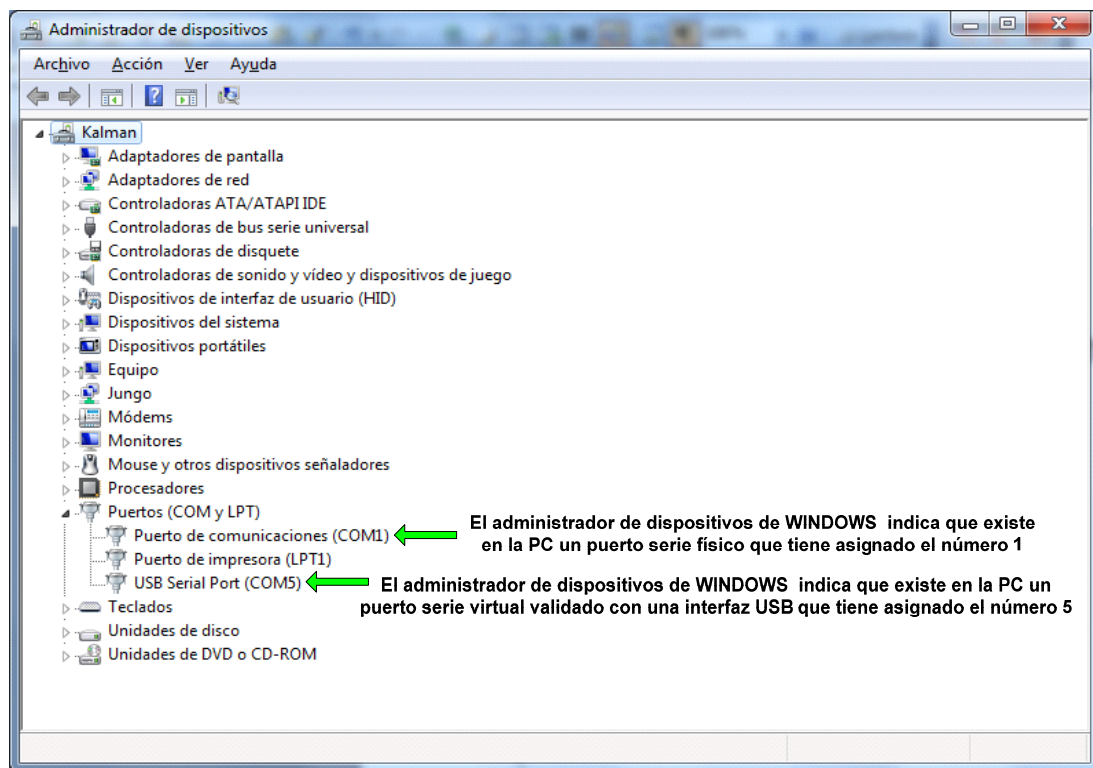 Administrador de dispositivos
Archivo Acción Ver Ayuda
Kalman
Adaptadores de pantalla
Adaptadores de red
Controladoras ATA/ATAPI IDE
Controladoras de bus serie universal
Controladoras de disquete
Controladoras de sonido y vídeo y dispositivos de juego
Dispositivos de interfaz de usuario (HID)
Dispositivos del sistema
Dispositivos portátiles
Equipo
Jungo
Módems
Monitores
Mouse y otros dispositivos señaladores
Procesadores
Puertos (COM y LPT)
Puerto de comunicaciones (COM1)
El administrador de dispositivos de WINDOWS indica que existe
en la PC un puerto serie físico que tiene asignado el número 1
Puerto de impresora (LPT1)
USB Serial Port (COM5)
El administrador de dispositivos de WINDOWS indica que existe en la PC un
puerto serie virtual validado con una interfaz USB que tiene asignado el número 5
Teclados
Unidades de disco
Unidades de DVD o CD-ROM